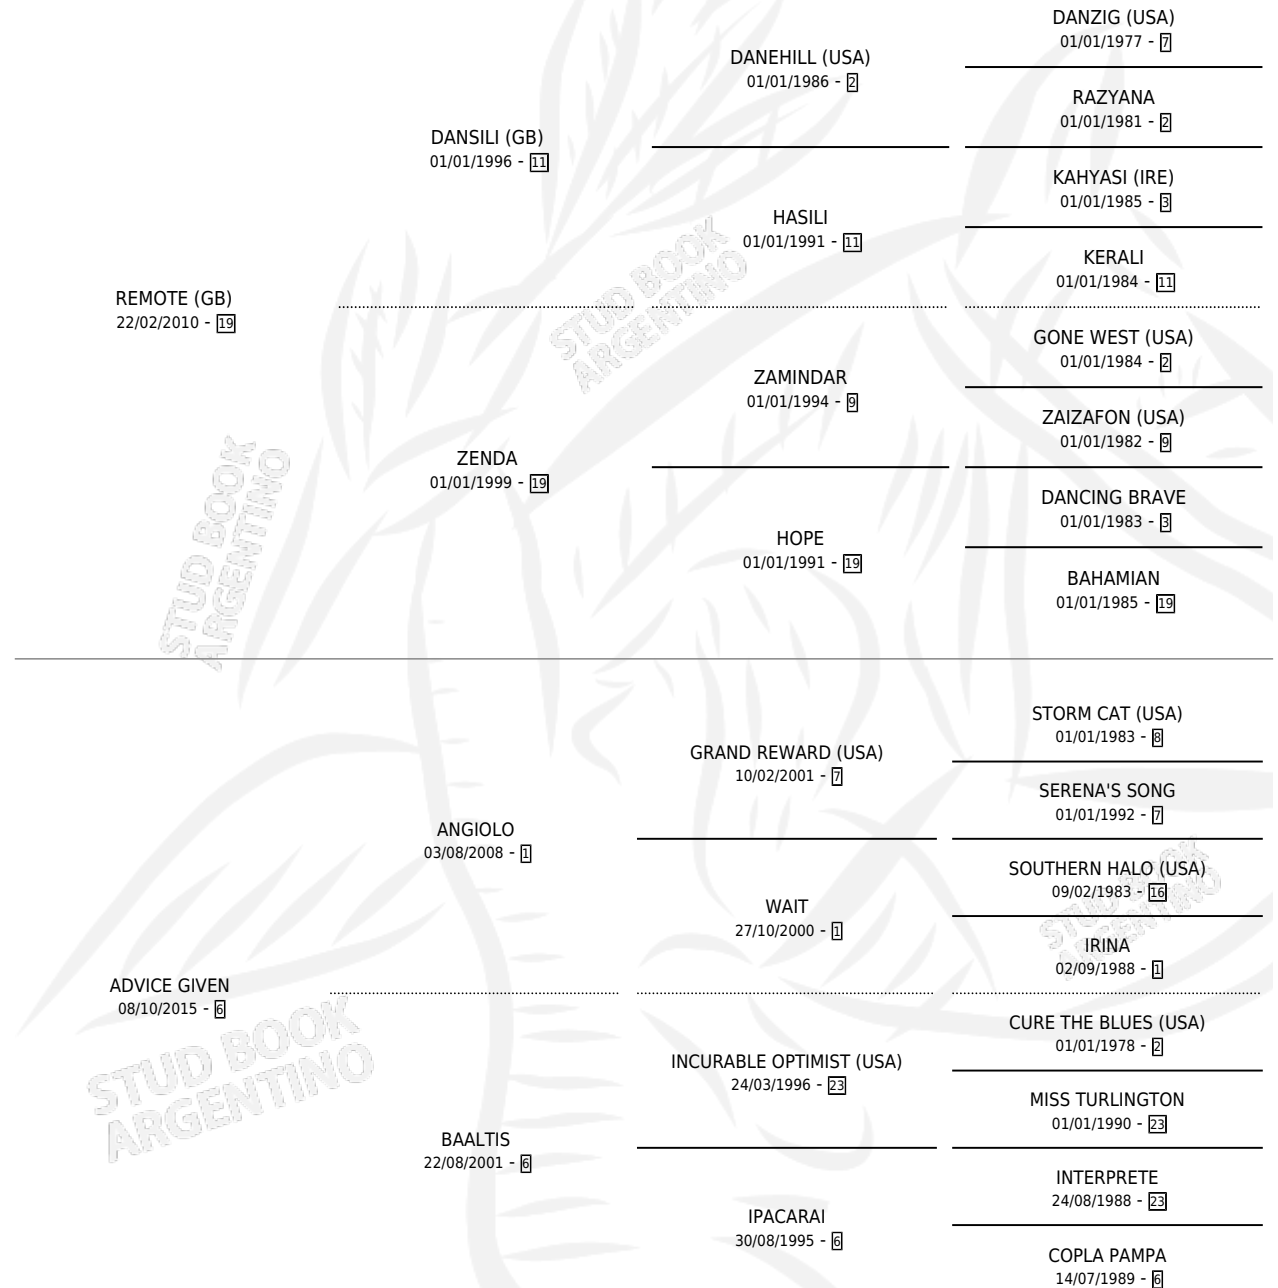 DANZIG (USA)
01/01/1977 - 7
DANEHILL (USA)
01/01/1986 - 2
RAZYANA
01/01/1981 - 2
DANSILI (GB)
01/01/1996 - 11
KAHYASI (IRE)
01/01/1985 - 3
HASILI
01/01/1991 - 11
KERALI
01/01/1984 - 11
REMOTE (GB)
22/02/2010 - 19
GONE WEST (USA)
01/01/1984 - 2
ZAMINDAR
01/01/1994 - 9
ZAIZAFON (USA)
01/01/1982 - 9
ZENDA
01/01/1999 - 19
DANCING BRAVE
01/01/1983 - 3
HOPE
01/01/1991 - 19
BAHAMIAN
01/01/1985 - 19
STUD BOOK
ARGENTINO
STUD BOOK
ARGENTINO
STORM CAT (USA)
01/01/1983 - 8
GRAND REWARD (USA)
10/02/2001 - 7
SERENA'S SONG
01/01/1992 - 7
ANGIOLO
03/08/2008 - 1
SOUTHERN HALO (USA)
09/02/1983 - 16
WAIT
27/10/2000 - 1
IRINA
02/09/1988 - 1
STUD BOOK
ARGENTINO
ADVICE GIVEN
08/10/2015 - 6
CURE THE BLUES (USA)
01/01/1978 - 2
INCURABLE OPTIMIST (USA)
24/03/1996 - 23
MISS TURLINGTON
01/01/1990 - 23
BAALTIS
22/08/2001 - 6
INTERPRETE
24/08/1988 - 23
IPACARAI
30/08/1995 - 6
COPLA PAMPA
14/07/1989 - 6
STUD BOOK
ARGENTINO